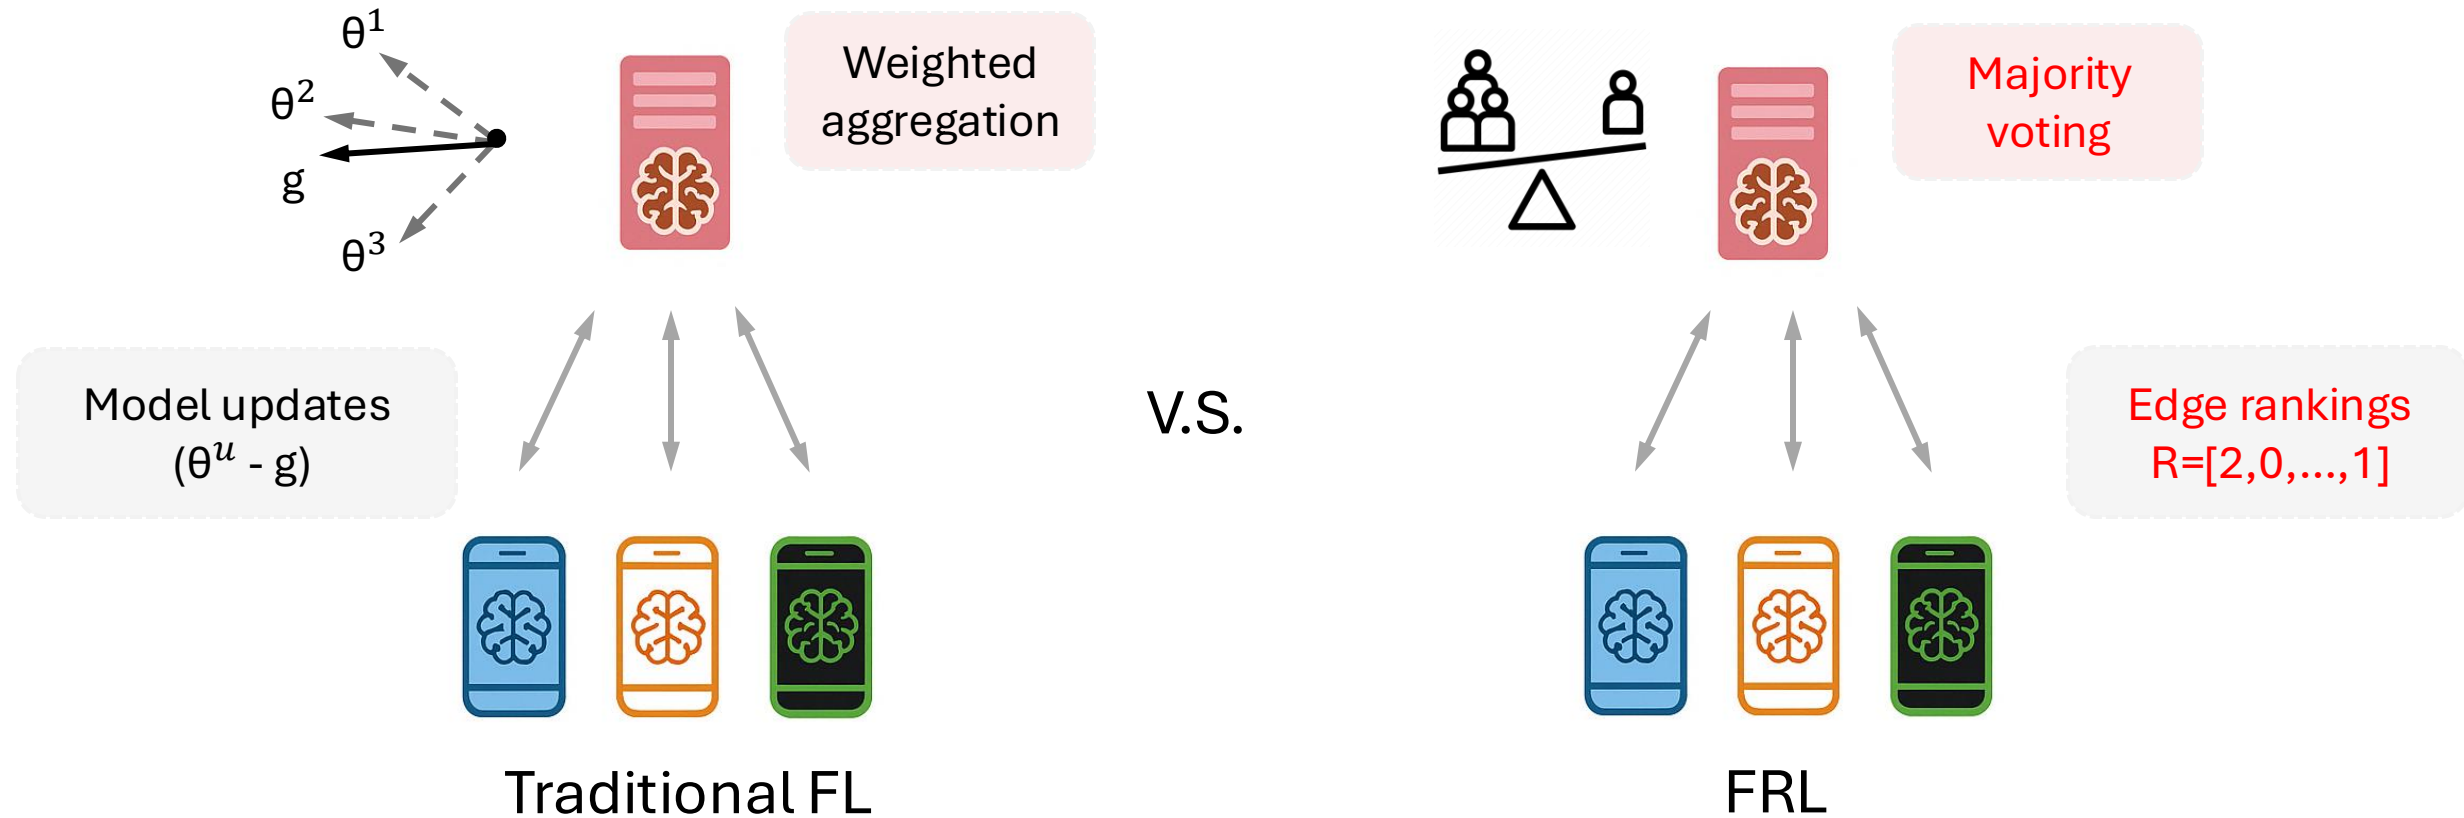 θ¹
θ²
g
θ³
Weighted
aggregation
Model updates
(θᵘ - g)
Traditional FL
V.S.
Majority
voting
Edge rankings
R=[2,0,...,1]
FRL